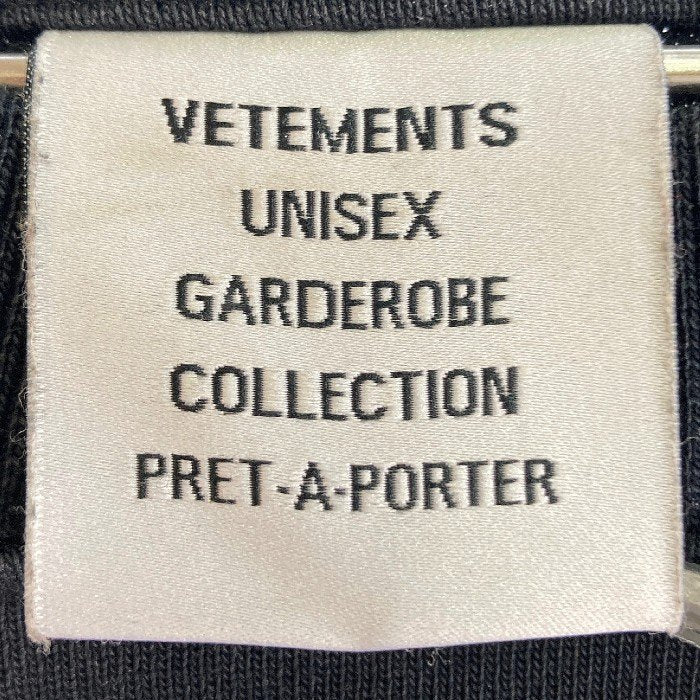 VETEMENTS
UNISEX
GARDEROBE
COLLECTION
PRET-A-PORTER